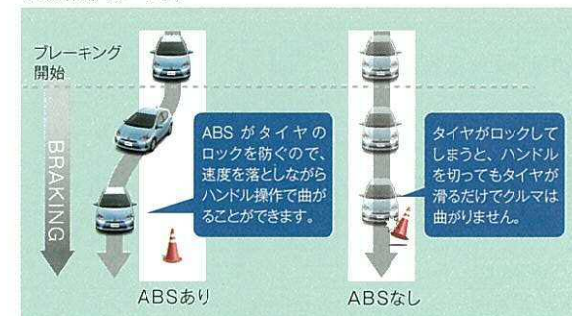 ブレーキング
開始
BRAKING
ABS がタイヤの
ロックを防ぐので、
速度を落としながら
ハンドル操作で曲が
ることができます。
タイヤがロックして
しまうと、ハンドル
を切ってもタイヤが
滑るだけでクルマは
曲がりません。
ABSあり
ABSなし